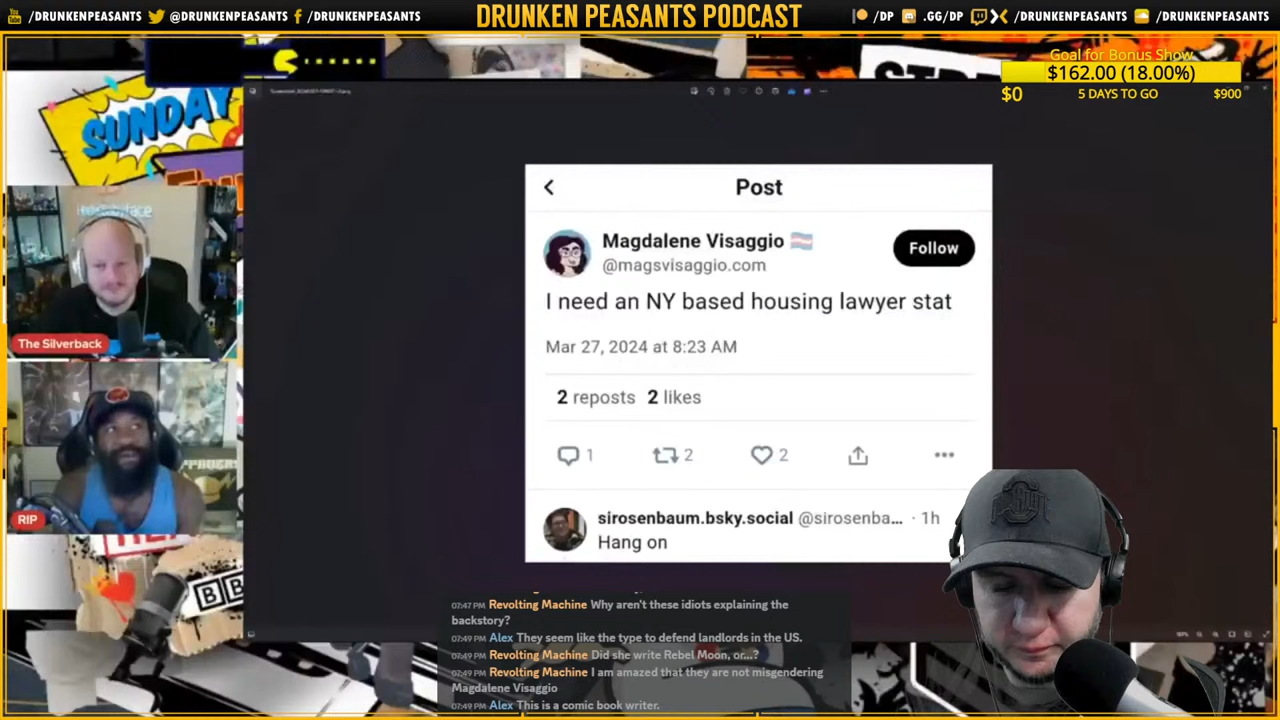 /DRUNKENPEASANTS @DRUNKENPEASANTS /DRUNKENPEASANTS DRUNKEN PEASANTS PODCAST /DP .GG/DP /DRUNKENPEASANTS /DRUNKENPEASANTS
Goal for Bonus Show
$162.00 (18.00%)
$0 5 DAYS TO GO $900
SUNDAY
Post
Magdalene Visaggio
@magsvisaggio.com
Follow
I need an NY based housing lawyer stat
Mar 27, 2024 at 8:23 AM
2 reposts 2 likes
1 2 2
sirosenbaum.bsky.social @sirosenba... · 1h
Hang on
The Silverback
RIP
07:47 PM Revolting Machine Why aren't these idiots explaining the
backstory?
07:49 PM Alex They seem like the type to defend landlords in the US.
07:49 PM Revolting Machine Did she write Rebel Moon, or...?
07:49 PM Revolting Machine I am amazed that they are not misgendering
Magdalene Visaggio
07:49 PM Alex This is a comic book writer.